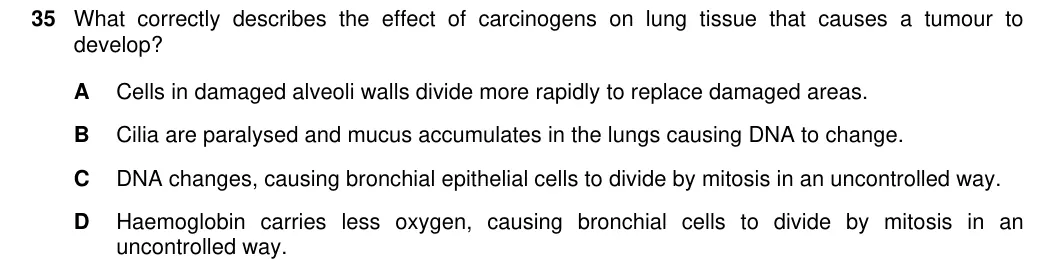 35 What correctly describes the effect of carcinogens on lung tissue that causes a tumour to
develop?
A Cells in damaged alveoli walls divide more rapidly to replace damaged areas.
B Cilia are paralysed and mucus accumulates in the lungs causing DNA to change.
C DNA changes, causing bronchial epithelial cells to divide by mitosis in an uncontrolled way.
D Haemoglobin carries less oxygen, causing bronchial cells to divide by mitosis in an
uncontrolled way.